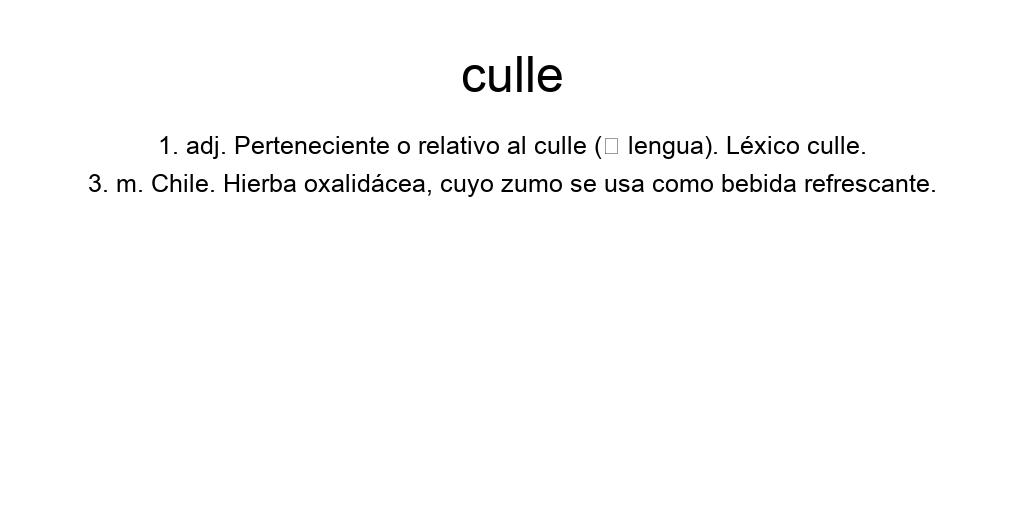 culle
1. adj. Perteneciente o relativo al culle (□ lengua). Léxico culle.
3. m. Chile. Hierba oxalidácea, cuyo zumo se usa como bebida refrescante.